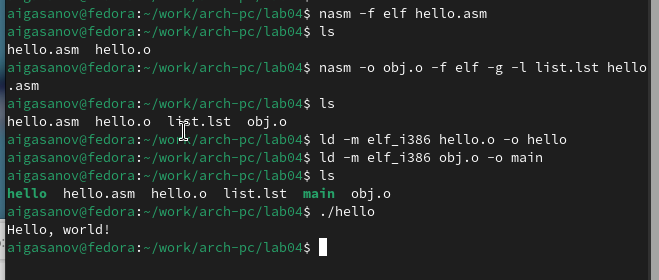 aigasanov@fedora:~/work/arch-pc/lab04$ nasm -f elf hello.asm
aigasanov@fedora:~/work/arch-pc/lab04$ ls
hello.asm  hello.o
aigasanov@fedora:~/work/arch-pc/lab04$ nasm -o obj.o -f elf -g -l list.lst hello
.asm
aigasanov@fedora:~/work/arch-pc/lab04$ ls
hello.asm  hello.o  list.lst  obj.o
aigasanov@fedora:~/work/arch-pc/lab04$ ld -m elf_i386 hello.o -o hello
aigasanov@fedora:~/work/arch-pc/lab04$ ld -m elf_i386 obj.o -o main
aigasanov@fedora:~/work/arch-pc/lab04$ ls
hello  hello.asm  hello.o  list.lst  main  obj.o
aigasanov@fedora:~/work/arch-pc/lab04$ ./hello
Hello, world!
aigasanov@fedora:~/work/arch-pc/lab04$